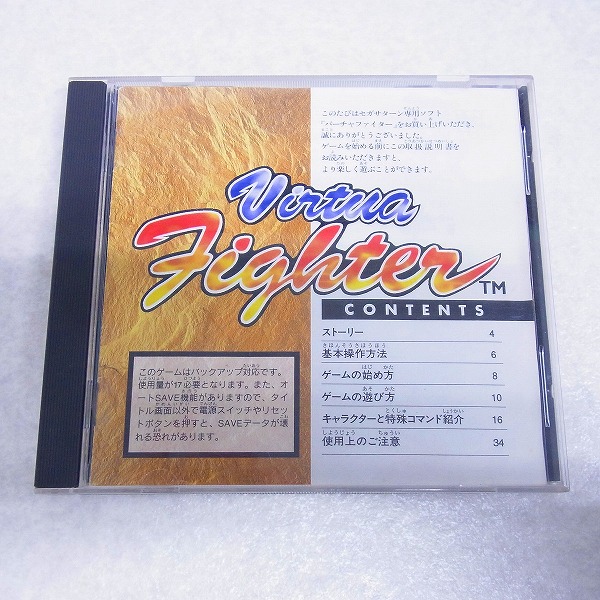 このたびはセガサターン専用ソフト
「バーチャファイター」をお買い上げいただき、
誠にありがとうございました。
ゲームを始める前にこの取扱説明書を
お読みいただきますと、
より楽しく遊ぶことができます。
Virtua
Fighter™
CONTENTS
ストーリー 4
基本操作方法 6
ゲームの始め方 8
ゲームの遊び方 10
キャラクターと特殊コマンド紹介 16
使用上のご注意 34
このゲームはバックアップ対応です。
使用量が17必要となります。また、オ
ートSAVE機能がありますので、タイ
トル画面以外で電源スイッチやリセッ
トボタンを押すと、SAVEデータが壊
れる恐れがあります。